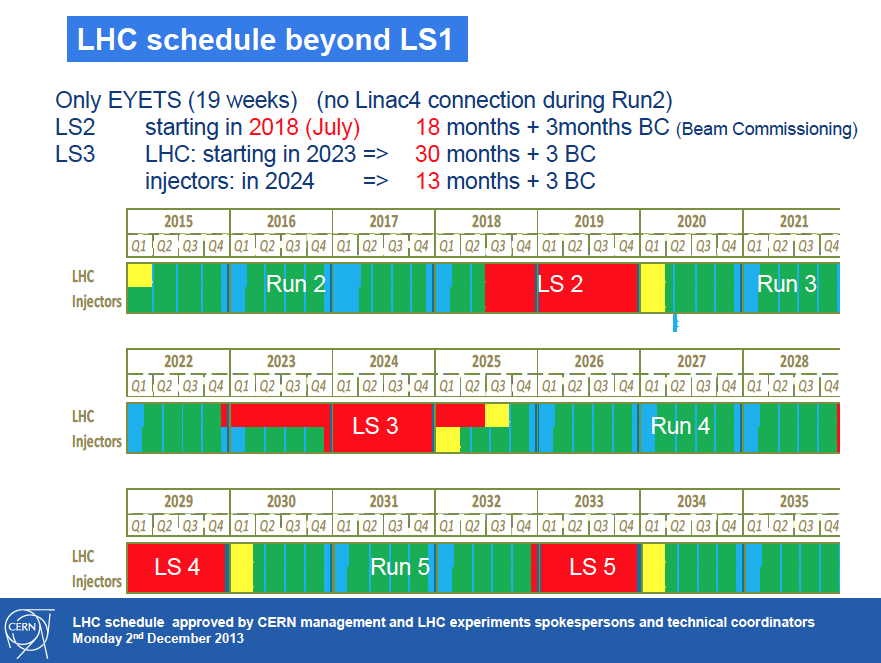 LHC schedule beyond LS1
Only EYETS (19 weeks) (no Linac4 connection during Run2)
LS2 starting in 2018 (July) 18 months + 3months BC (Beam Commissioning)
LS3 LHC: starting in 2023 => 30 months + 3 BC
injectors: in 2024 => 13 months + 3 BC
2015 2016 2017 2018 2019 2020 2021
Q1 Q2 Q3 Q4 Q1 Q2 Q3 Q4 Q1 Q2 Q3 Q4 Q1 Q2 Q3 Q4 Q1 Q2 Q3 Q4 Q1 Q2 Q3 Q4 Q1 Q2 Q3 Q4
LHC
Run 2 LS 2 Run 3
Injectors
2022 2023 2024 2025 2026 2027 2028
Q1 Q2 Q3 Q4 Q1 Q2 Q3 Q4 Q1 Q2 Q3 Q4 Q1 Q2 Q3 Q4 Q1 Q2 Q3 Q4 Q1 Q2 Q3 Q4 Q1 Q2 Q3 Q4
LHC
LS 3 Run 4
Injectors
2029 2030 2031 2032 2033 2034 2035
Q1 Q2 Q3 Q4 Q1 Q2 Q3 Q4 Q1 Q2 Q3 Q4 Q1 Q2 Q3 Q4 Q1 Q2 Q3 Q4 Q1 Q2 Q3 Q4 Q1 Q2 Q3 Q4
LHC
LS 4 Run 5 LS 5
Injectors
CERN
LHC schedule approved by CERN management and LHC experiments spokespersons and technical coordinators
Monday 2nd December 2013